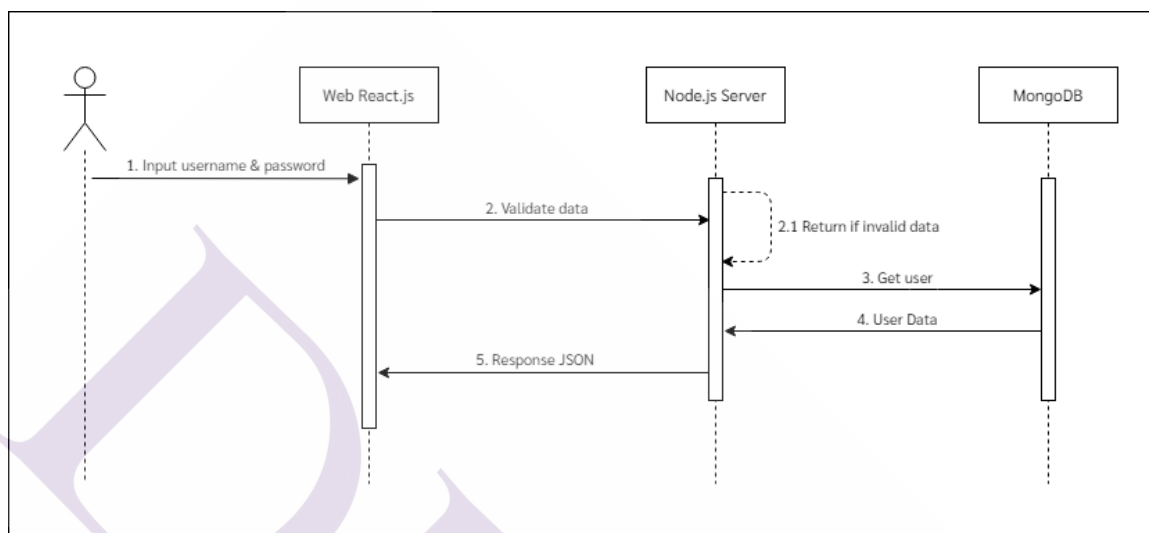 Web React.js
Node.js Server
MongoDB
1. Input username & password
2. Validate data
2.1 Return if invalid data
3. Get user
4. User Data
5. Response JSON